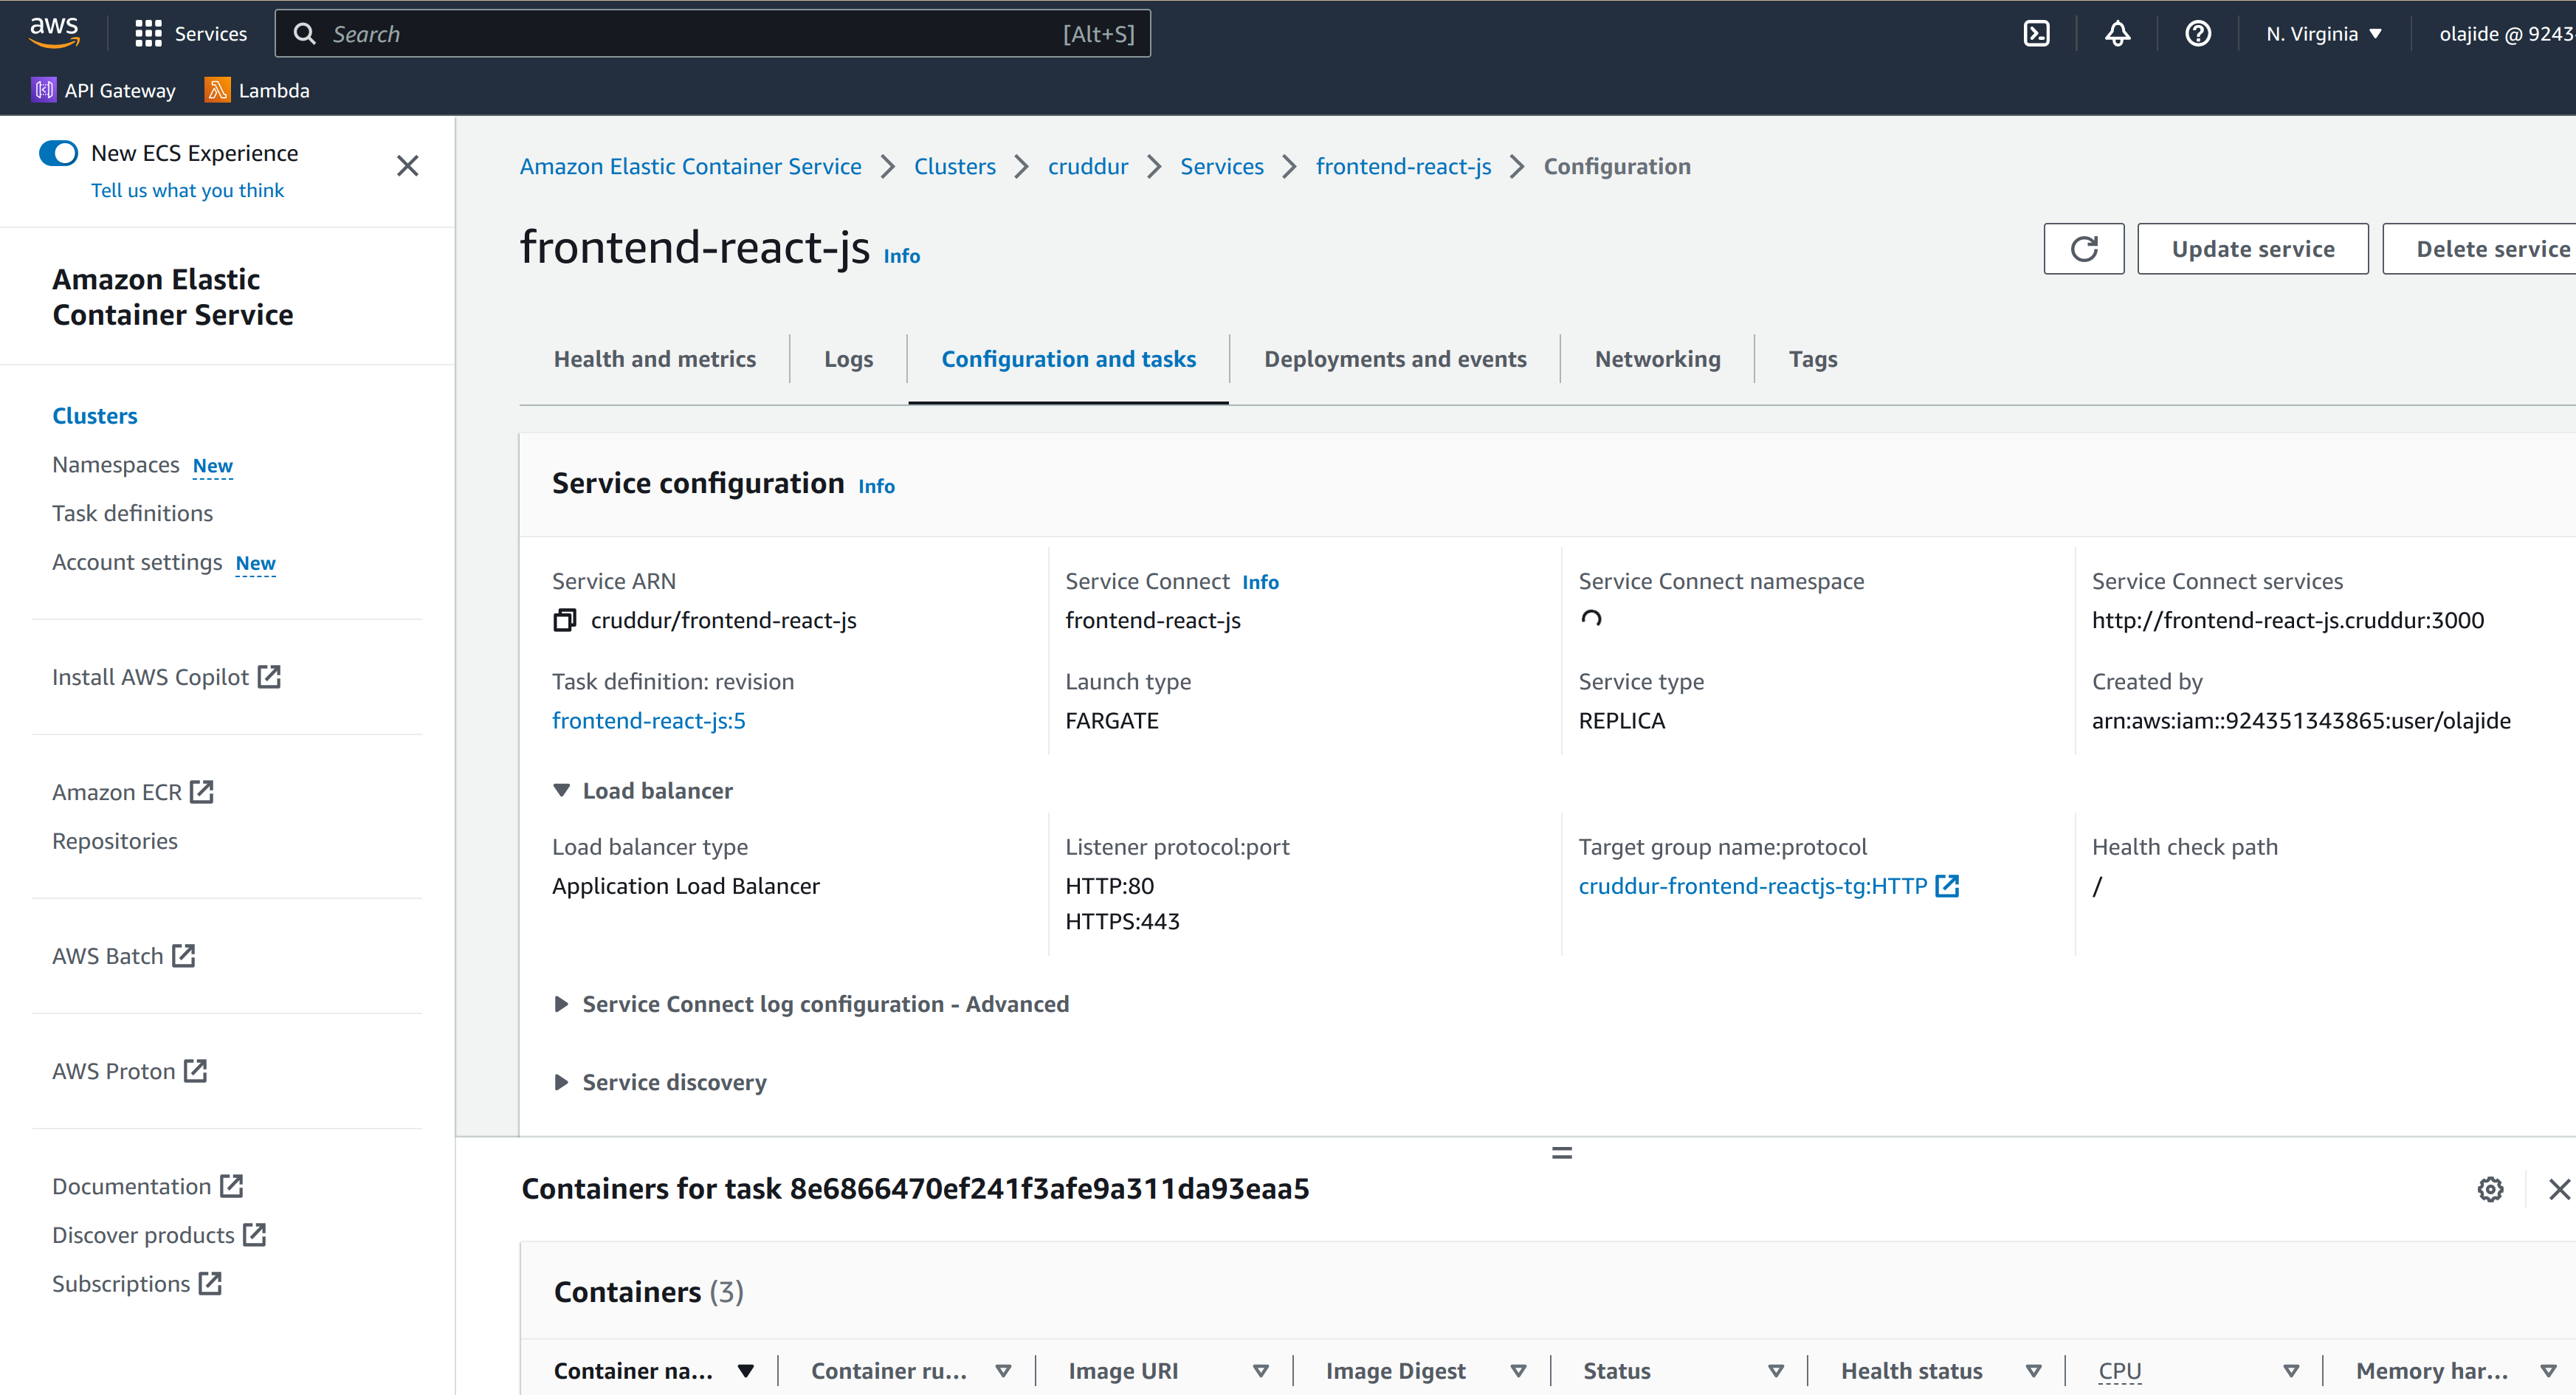 aws
Services
Search
[Alt+S]
N. Virginia
olajide @ 9243
API Gateway
Lambda
New ECS Experience
Tell us what you think
Amazon Elastic
Container Service
Clusters
Namespaces New
Task definitions
Account settings New
Install AWS Copilot
Amazon ECR
Repositories
AWS Batch
AWS Proton
Documentation
Discover products
Subscriptions
Amazon Elastic Container Service
Clusters
cruddur
Services
frontend-react-js
Configuration
frontend-react-js Info
Update service
Delete service
Health and metrics
Logs
Configuration and tasks
Deployments and events
Networking
Tags
Service configuration Info
Service ARN
cruddur/frontend-react-js
Service Connect Info
frontend-react-js
Service Connect namespace
Service Connect services
http://frontend-react-js.cruddur:3000
Task definition: revision
frontend-react-js:5
Launch type
FARGATE
Service type
REPLICA
Created by
arn:aws:iam::924351343865:user/olajide
Load balancer
Load balancer type
Application Load Balancer
Listener protocol:port
HTTP:80
HTTPS:443
Target group name:protocol
cruddur-frontend-reactjs-tg:HTTP
Health check path
/
Service Connect log configuration - Advanced
Service discovery
Containers for task 8e6866470ef241f3afe9a311da93eaa5
Containers (3)
Container na...
Container ru...
Image URI
Image Digest
Status
Health status
CPU
Memory har...